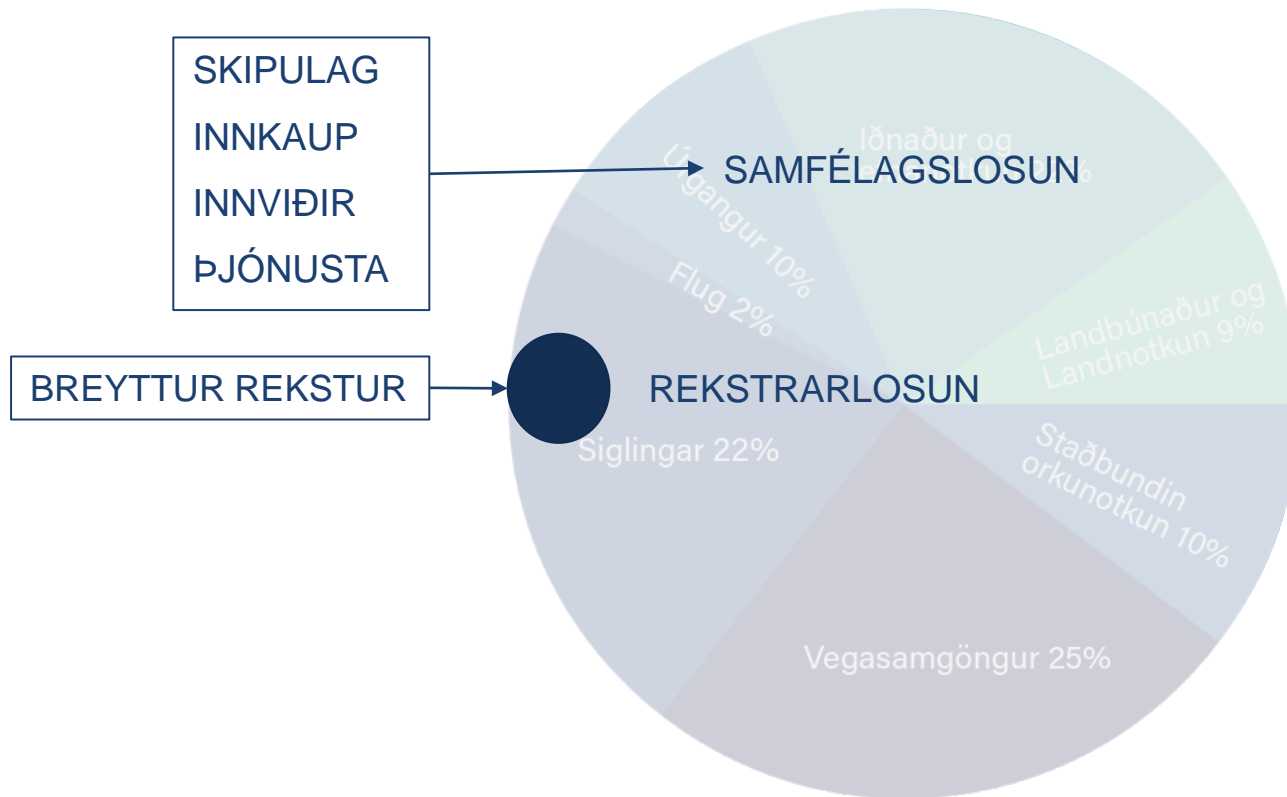 SKIPULAG
INNKAUP
INNVIÐIR
ÞJÓNUSTA
BREYTTUR REKSTUR
SAMFÉLAGSLOSUN
REKSTRARLOSUN
Iðnaður og
Úrgangur 10%
Flug 2%
Landbúnaður og
Landnotkun 9%
Siglingar 22%
Staðbundin
orkunotkun 10%
Vegasamgöngur 25%